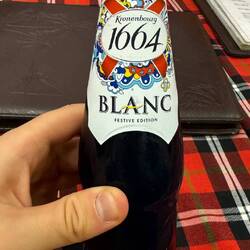 Kronenbourg
1664
BLANC
FESTIVE EDITION